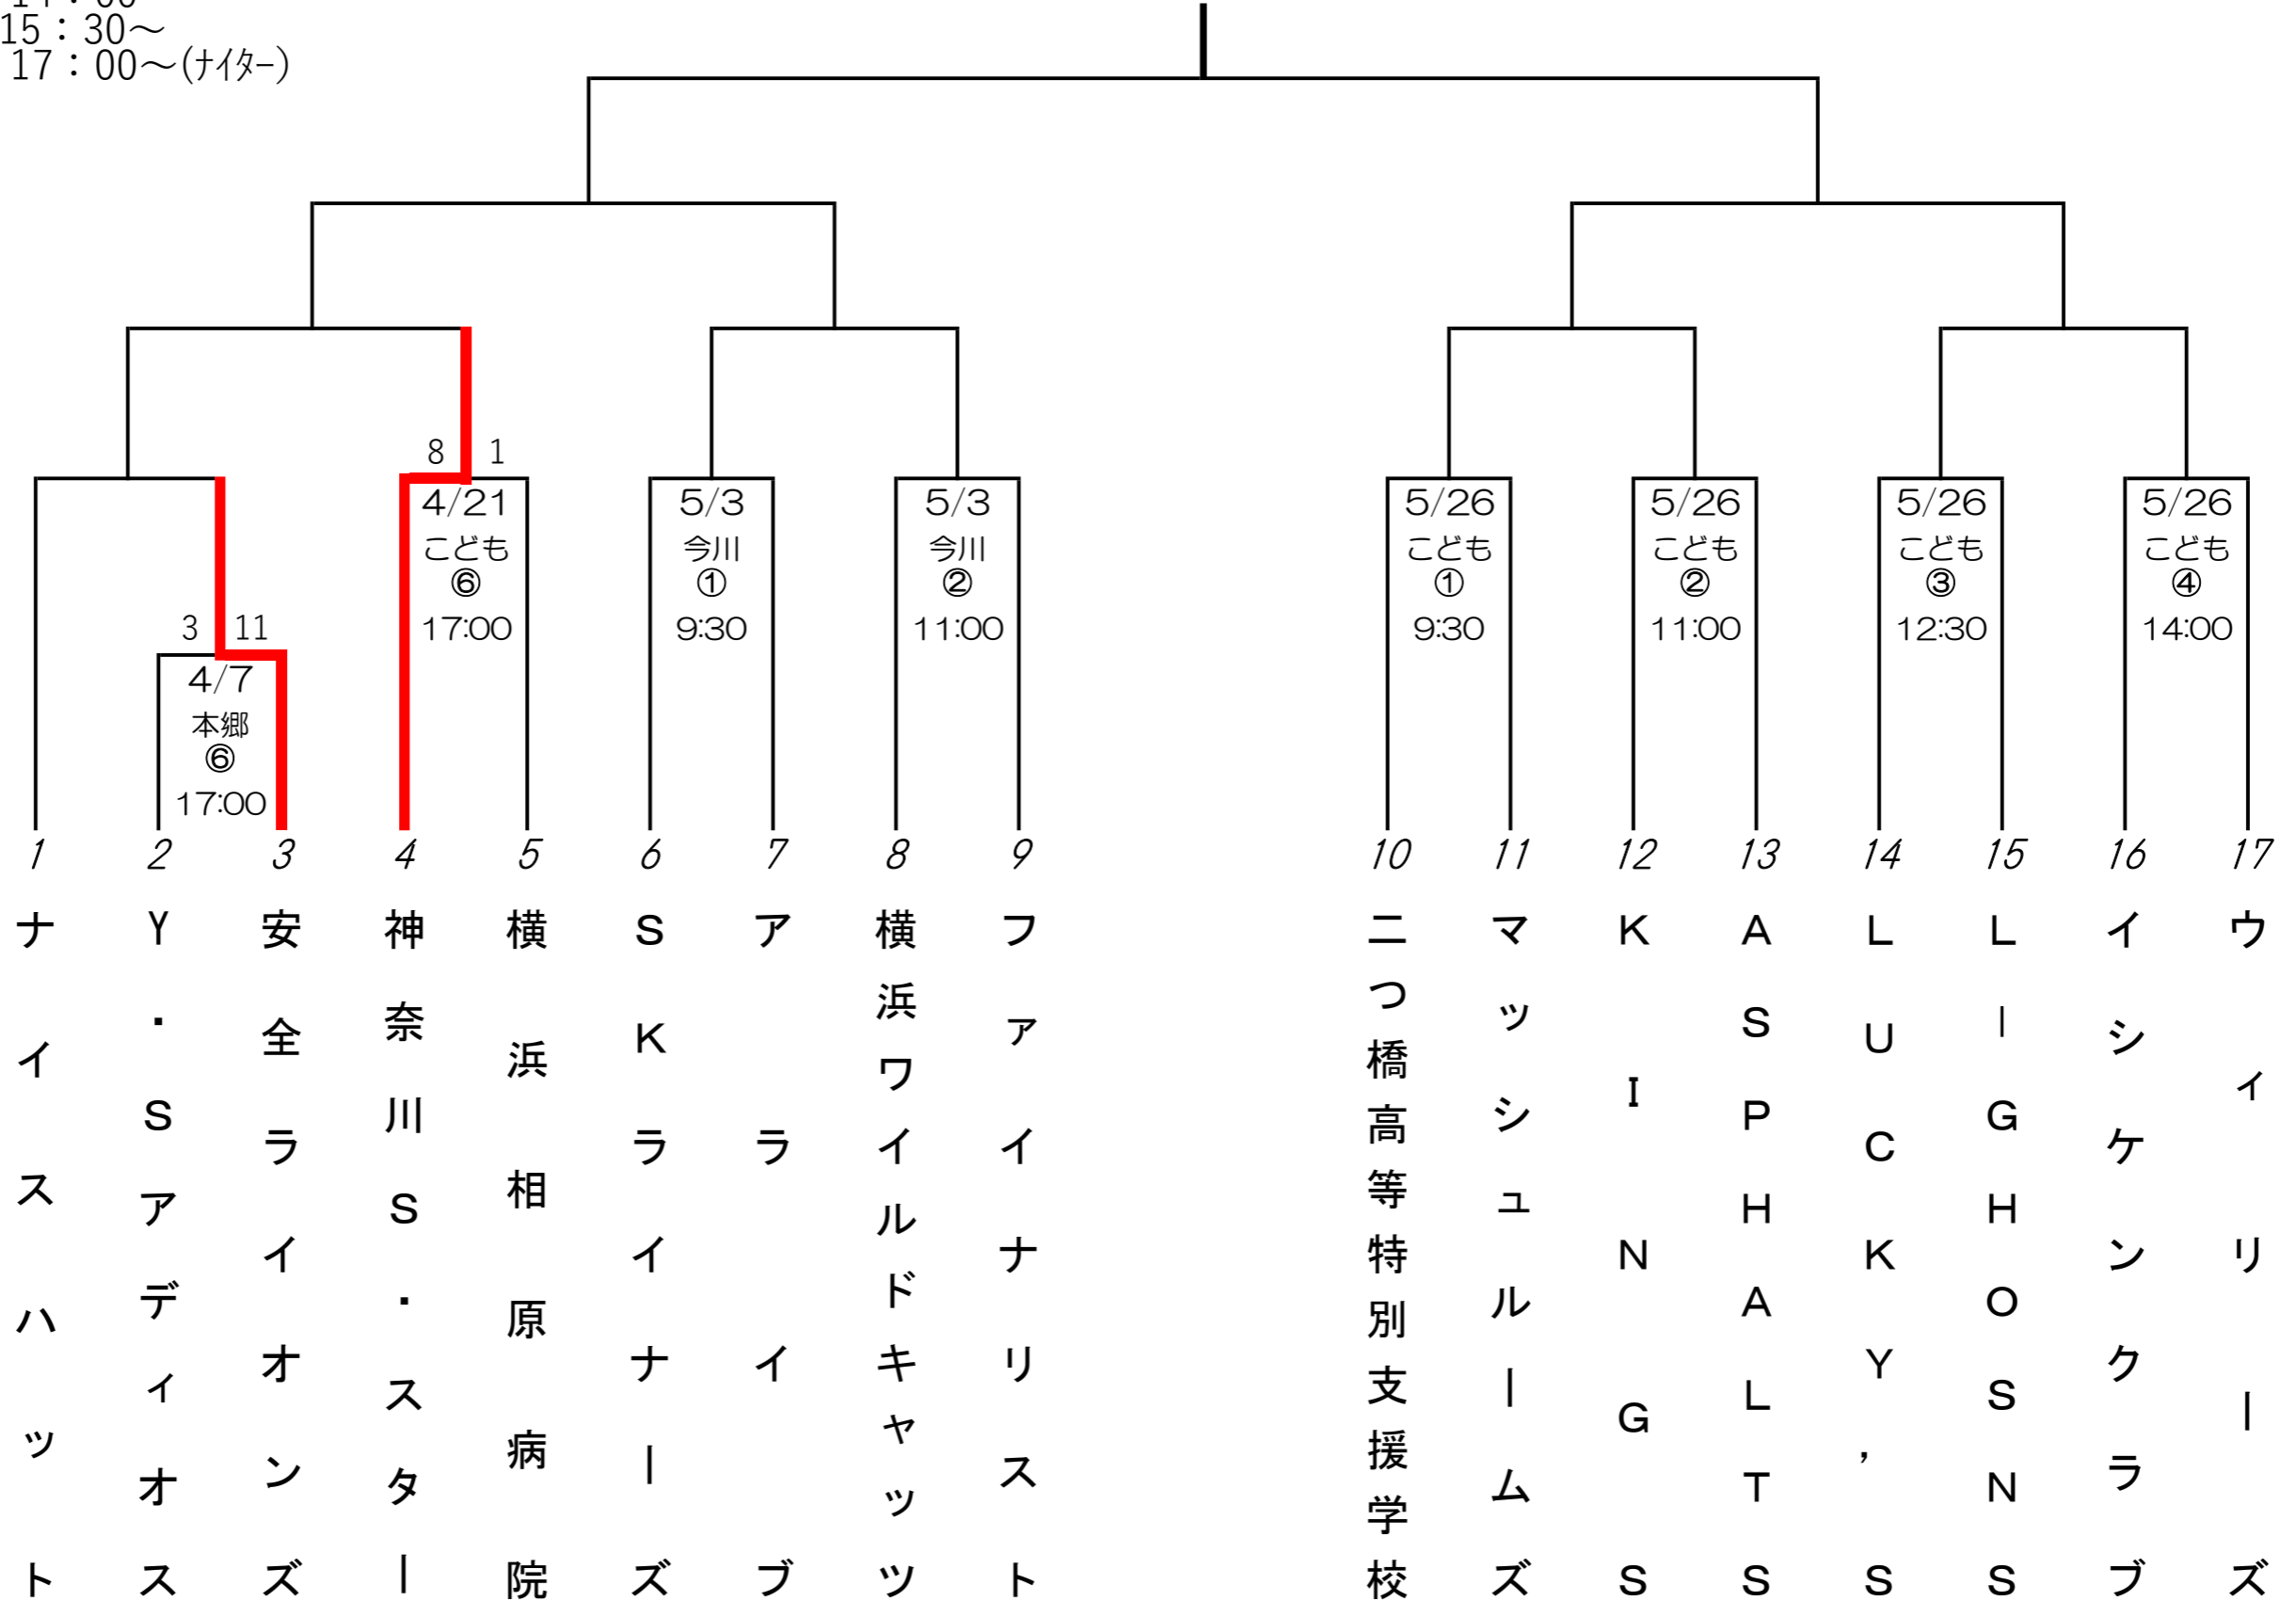 15：30～
17：00～(ﾅｲﾀｰ)
8 1
4/21
こども
⑥
17:00
5/3
今川
①
9:30
5/3
今川
②
11:00
5/26
こども
①
9:30
5/26
こども
②
11:00
5/26
こども
③
12:30
5/26
こども
④
14:00
3 11
4/7
本郷
⑥
17:00
1 2 3 4 5 6 7 8 9 10 11 12 13 14 15 16 17
ナイスハット
Y・Sアディオス
安全ライオンズ
神奈川S・スター
横浜相原病院
SKライナーズ
アライブ
横浜ワイルドキャッツ
ファイナリスト
二つ橋高等特別支援学校
マッシュルームズ
KINGS
ASPHALTS
LUCKY’S
L－GHOSNS
イシケンクラブ
ウィリーズ